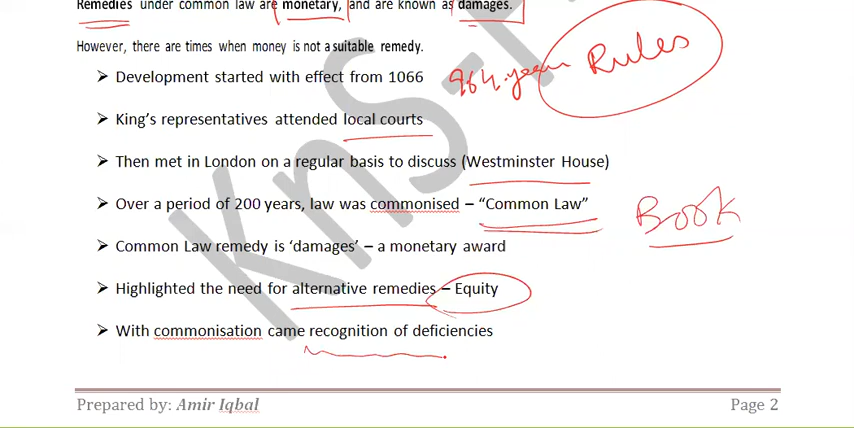 Remedies under common law are monetary, and are known as damages.
However, there are times when money is not a suitable remedy.
➤ Development started with effect from 1066
Rules
➤ King's representatives attended local courts
➤ Then met in London on a regular basis to discuss (Westminster House)
➤ Over a period of 200 years, law was commonised – "Common Law"
Book
➤ Common Law remedy is 'damages' – a monetary award
➤ Highlighted the need for alternative remedies – Equity
➤ With commonisation came recognition of deficiencies
Prepared by: Amir Iqbal Page 2